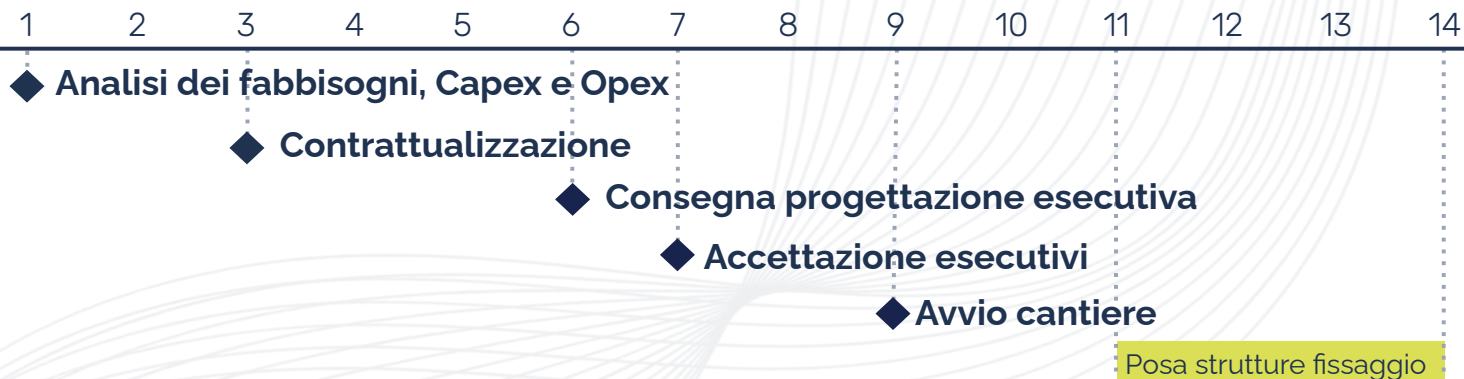 1 2 3 4 5 6 7 8 9 10 11 12 13 14
Analisi dei fabbisogni, Capex e Opex
Contrattualizzazione
Consegna progettazione esecutiva
Accettazione esecutivi
Avvio cantiere
Posa strutture fissaggio